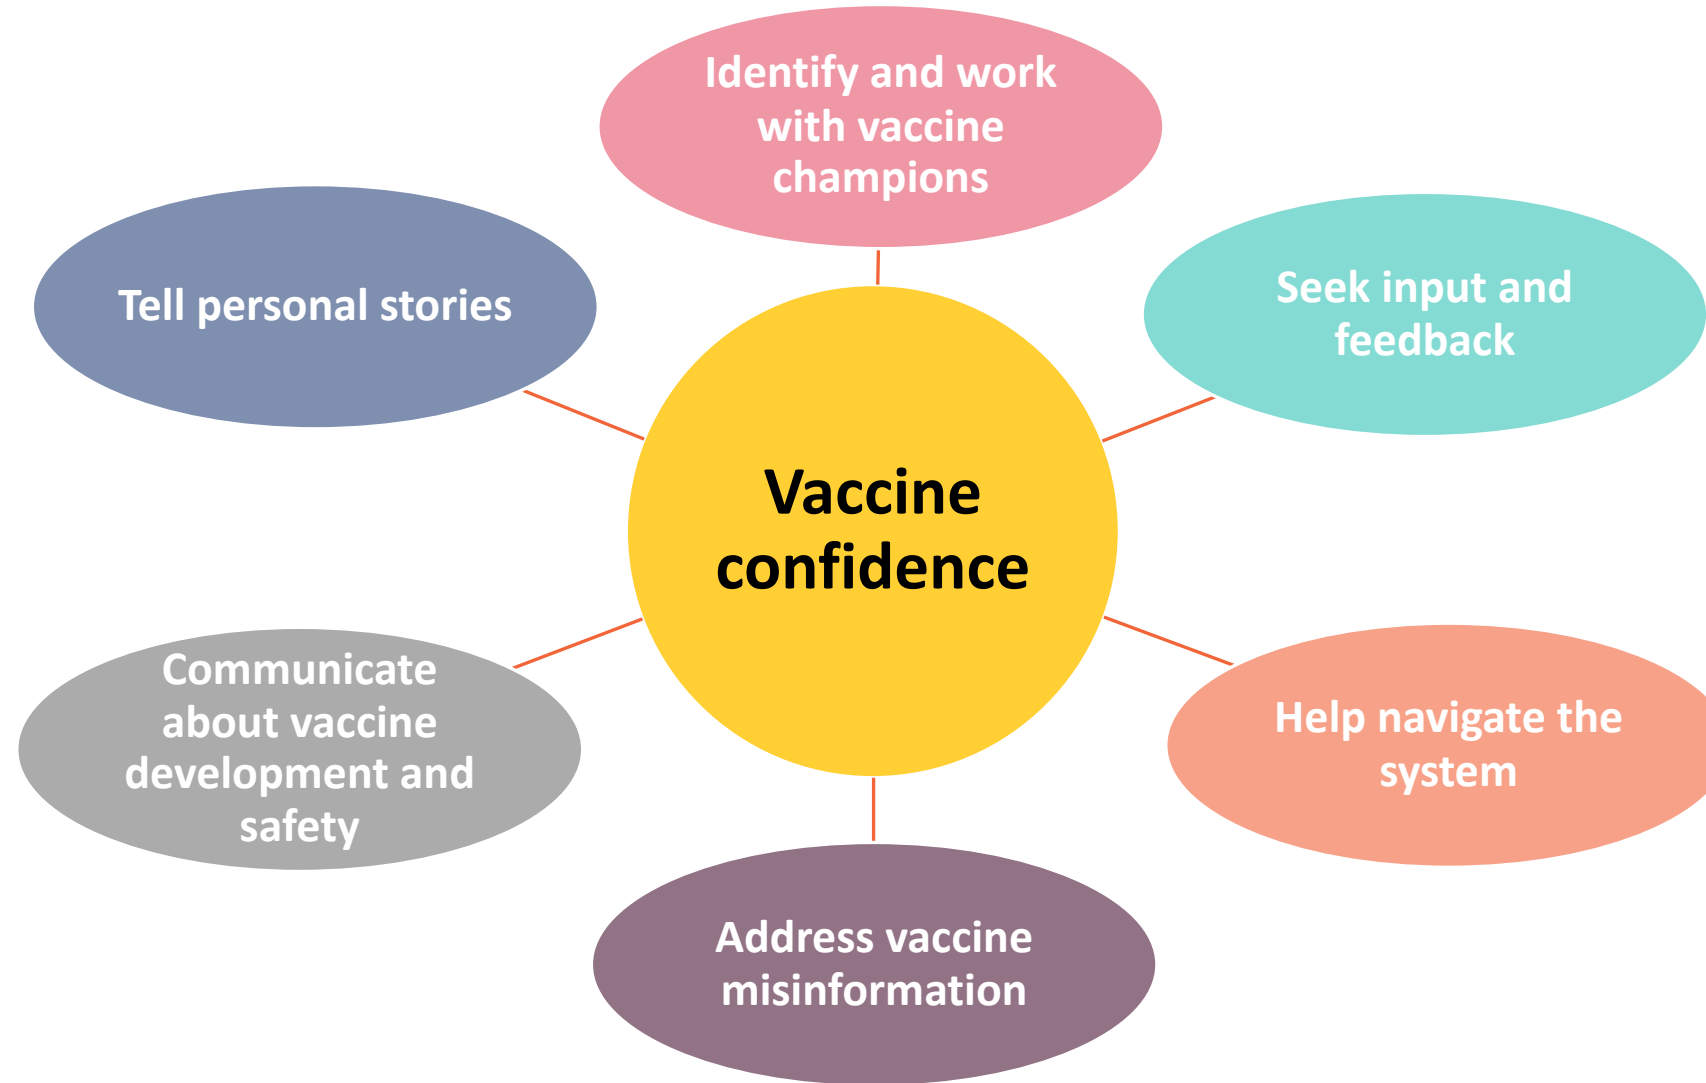 Identify and work
with vaccine
champions
Tell personal stories
Seek input and
feedback
Vaccine
confidence
Communicate
about vaccine
development and
safety
Help navigate the
system
Address vaccine
misinformation